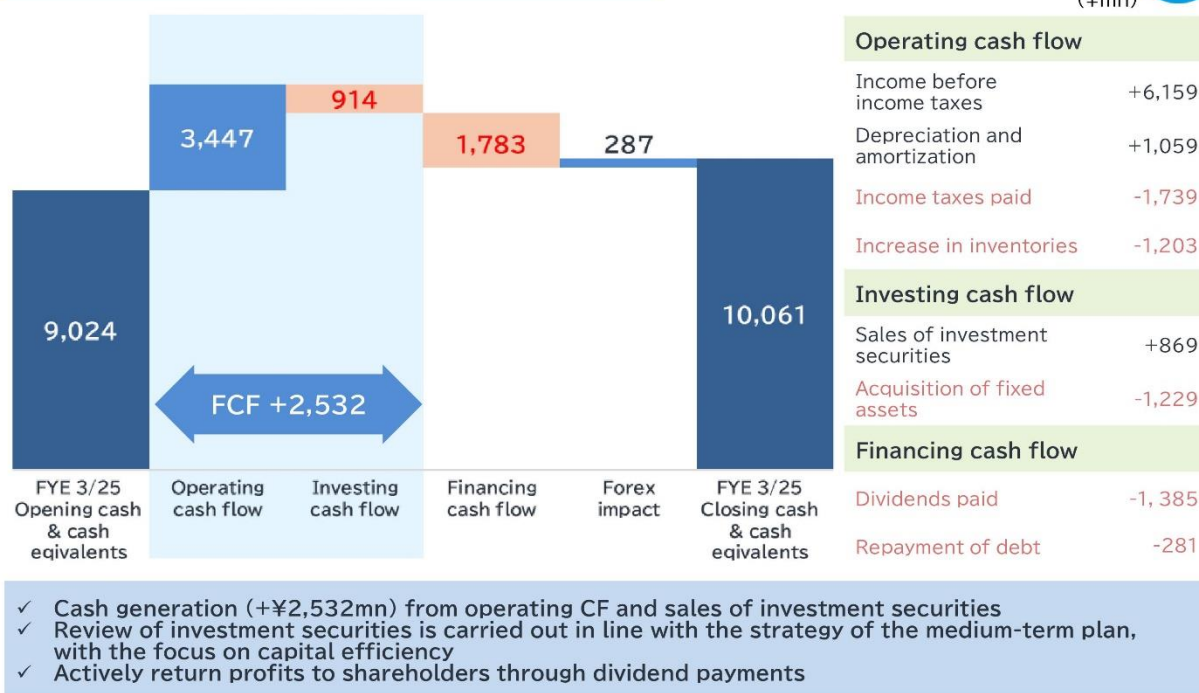 (¥mn)
914
3,447
1,783
287
9,024
10,061
FCF +2,532
FYE 3/25
Opening cash
& cash
eqivalents
Operating
cash flow
Investing
cash flow
Financing
cash flow
Forex
impact
FYE 3/25
Closing cash
& cash
eqivalents
Operating cash flow
Income before
income taxes +6,159
Depreciation and
amortization +1,059
Income taxes paid -1,739
Increase in inventories -1,203
Investing cash flow
Sales of investment
securities +869
Acquisition of fixed
assets -1,229
Financing cash flow
Dividends paid -1, 385
Repayment of debt -281
✓ Cash generation (+¥2,532mn) from operating CF and sales of investment securities
✓ Review of investment securities is carried out in line with the strategy of the medium-term plan,
with the focus on capital efficiency
✓ Actively return profits to shareholders through dividend payments